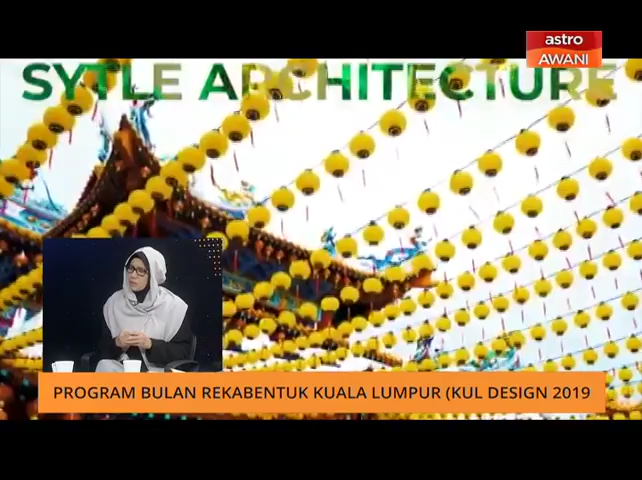 astro
AWANI
SYTLE ARCHITECTURE
PROGRAM BULAN REKABENTUK KUALA LUMPUR (KUL DESIGN 2019